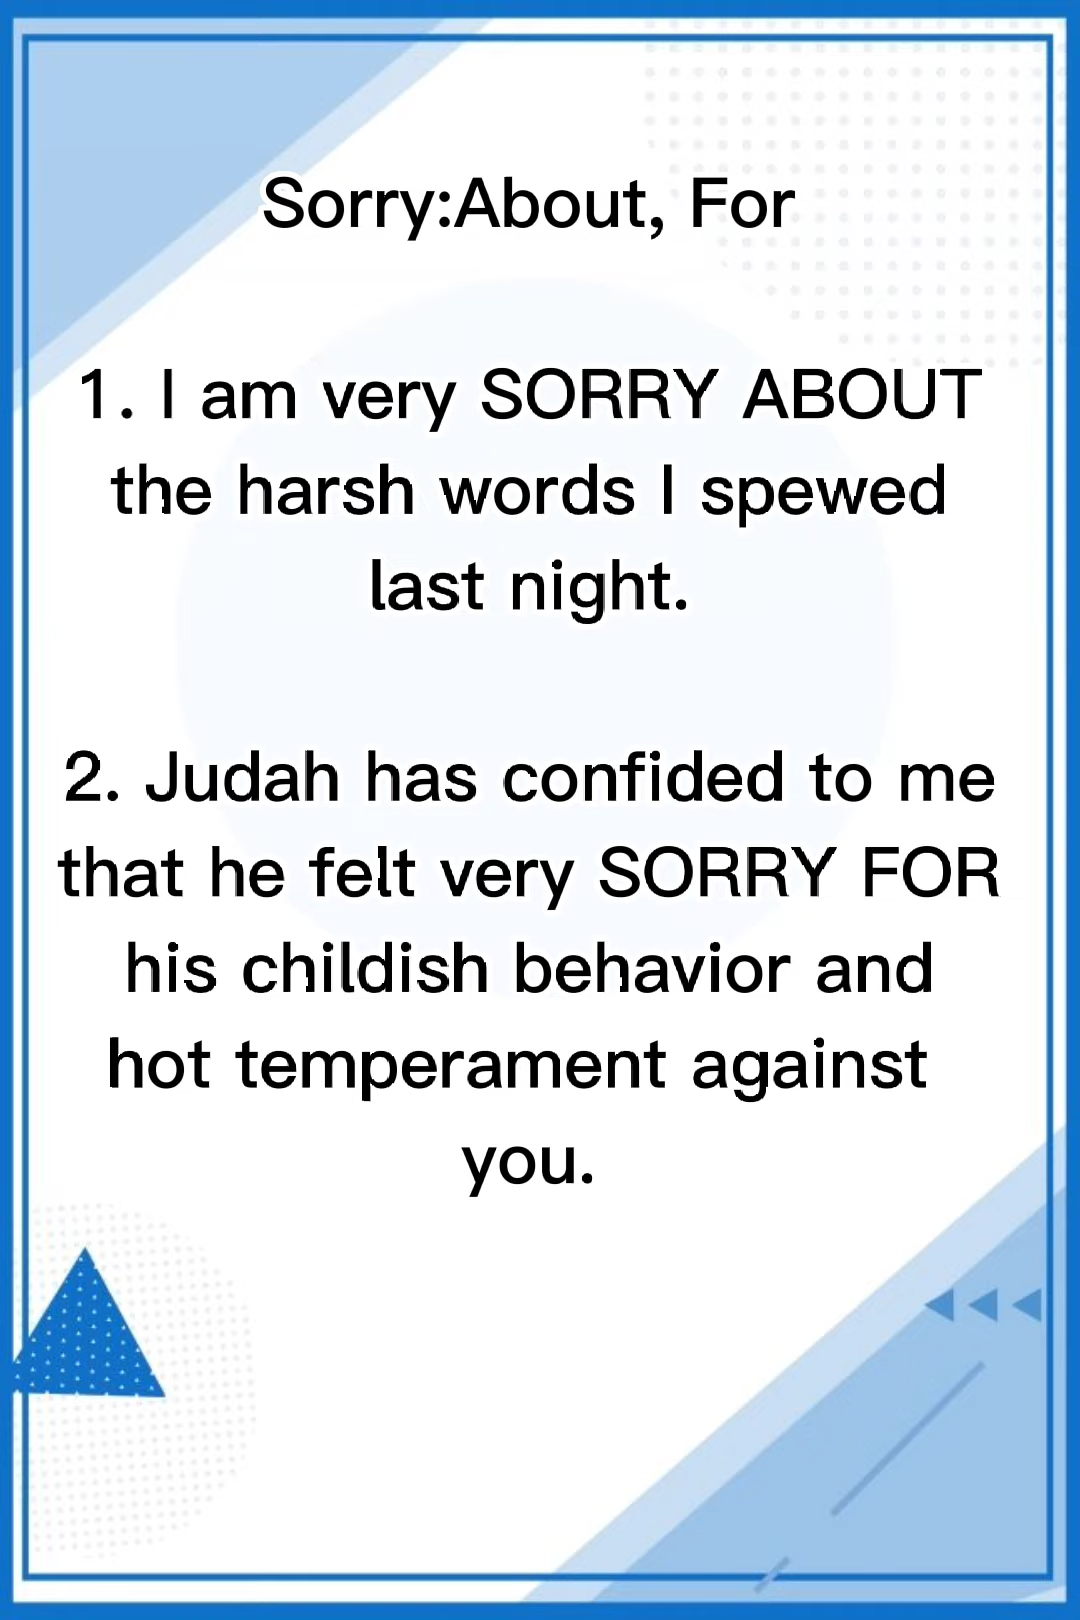 Sorry:About, For
1. I am very SORRY ABOUT
the harsh words I spewed
last night.
2. Judah has confided to me
that he felt very SORRY FOR
his childish behavior and
hot temperament against
you.